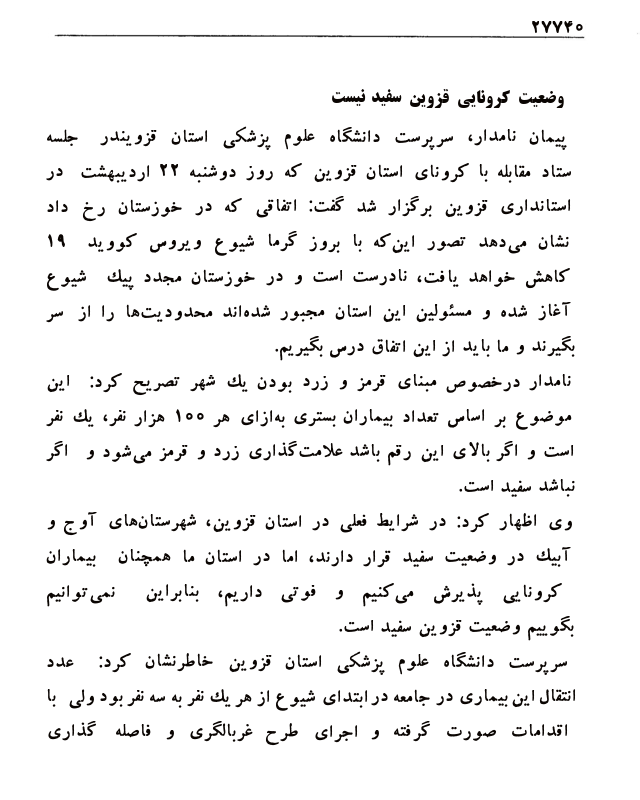 ۲۷۷۴۰
وضعیت کرونایی قزوین سفید نیست
پیمان نامدار، سرپرست دانشگاه علوم پزشکی استان قزویندر جلسه
ستاد مقابله با کرونای استان قزوین که روز دوشنبه ۲۲ اردیبهشت در
استانداری قزوین برگزار شد گفت: اتفاقی که در خوزستان رخ داد
نشان می‌دهد تصور این‌که با بروز گرما شیوع ویروس کووید ۱۹
کاهش خواهد یافت، نادرست است و در خوزستان مجدد پیک شیوع
آغاز شده و مسئولین این استان مجبور شده‌اند محدودیت‌ها را از سر
بگیرند و ما باید از این اتفاق درس بگیریم.
نامدار درخصوص مبنای قرمز و زرد بودن یک شهر تصریح کرد: این
موضوع بر اساس تعداد بیماران بستری به‌ازای هر ۱۰۰ هزار نفر، یک نفر
است و اگر بالای این رقم باشد علامت‌گذاری زرد و قرمز می‌شود و اگر
نباشد سفید است.
وی اظهار کرد: در شرایط فعلی در استان قزوین، شهرستان‌های آوج و
آبیک در وضعیت سفید قرار دارند، اما در استان ما همچنان بیماران
کرونایی پذیرش می‌کنیم و فوتی داریم، بنابراین نمی‌توانیم
بگوییم وضعیت قزوین سفید است.
سرپرست دانشگاه علوم پزشکی استان قزوین خاطرنشان کرد: عدد
انتقال این بیماری در جامعه در ابتدای شیوع از هر یک نفر به سه نفر بود ولی با
اقدامات صورت گرفته و اجرای طرح غربالگری و فاصله گذاری